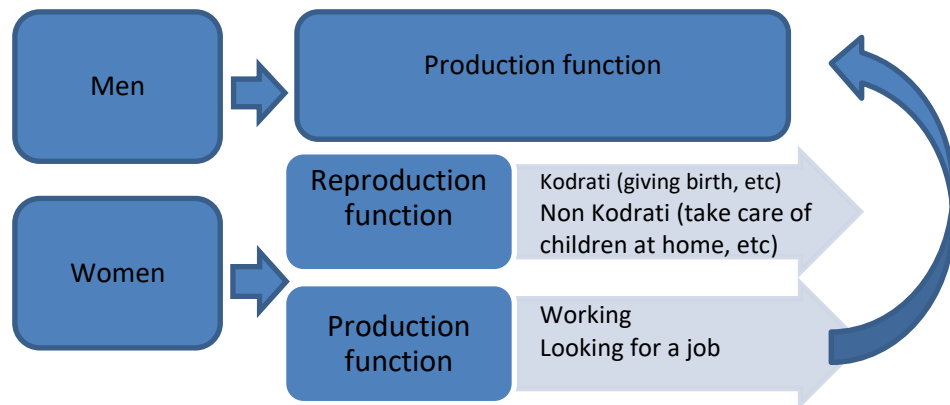 Men
Production function
Reproduction
function
Kodrati (giving birth, etc)
Non Kodrati (take care of
children at home, etc)
Women
Production
function
Working
Looking for a job